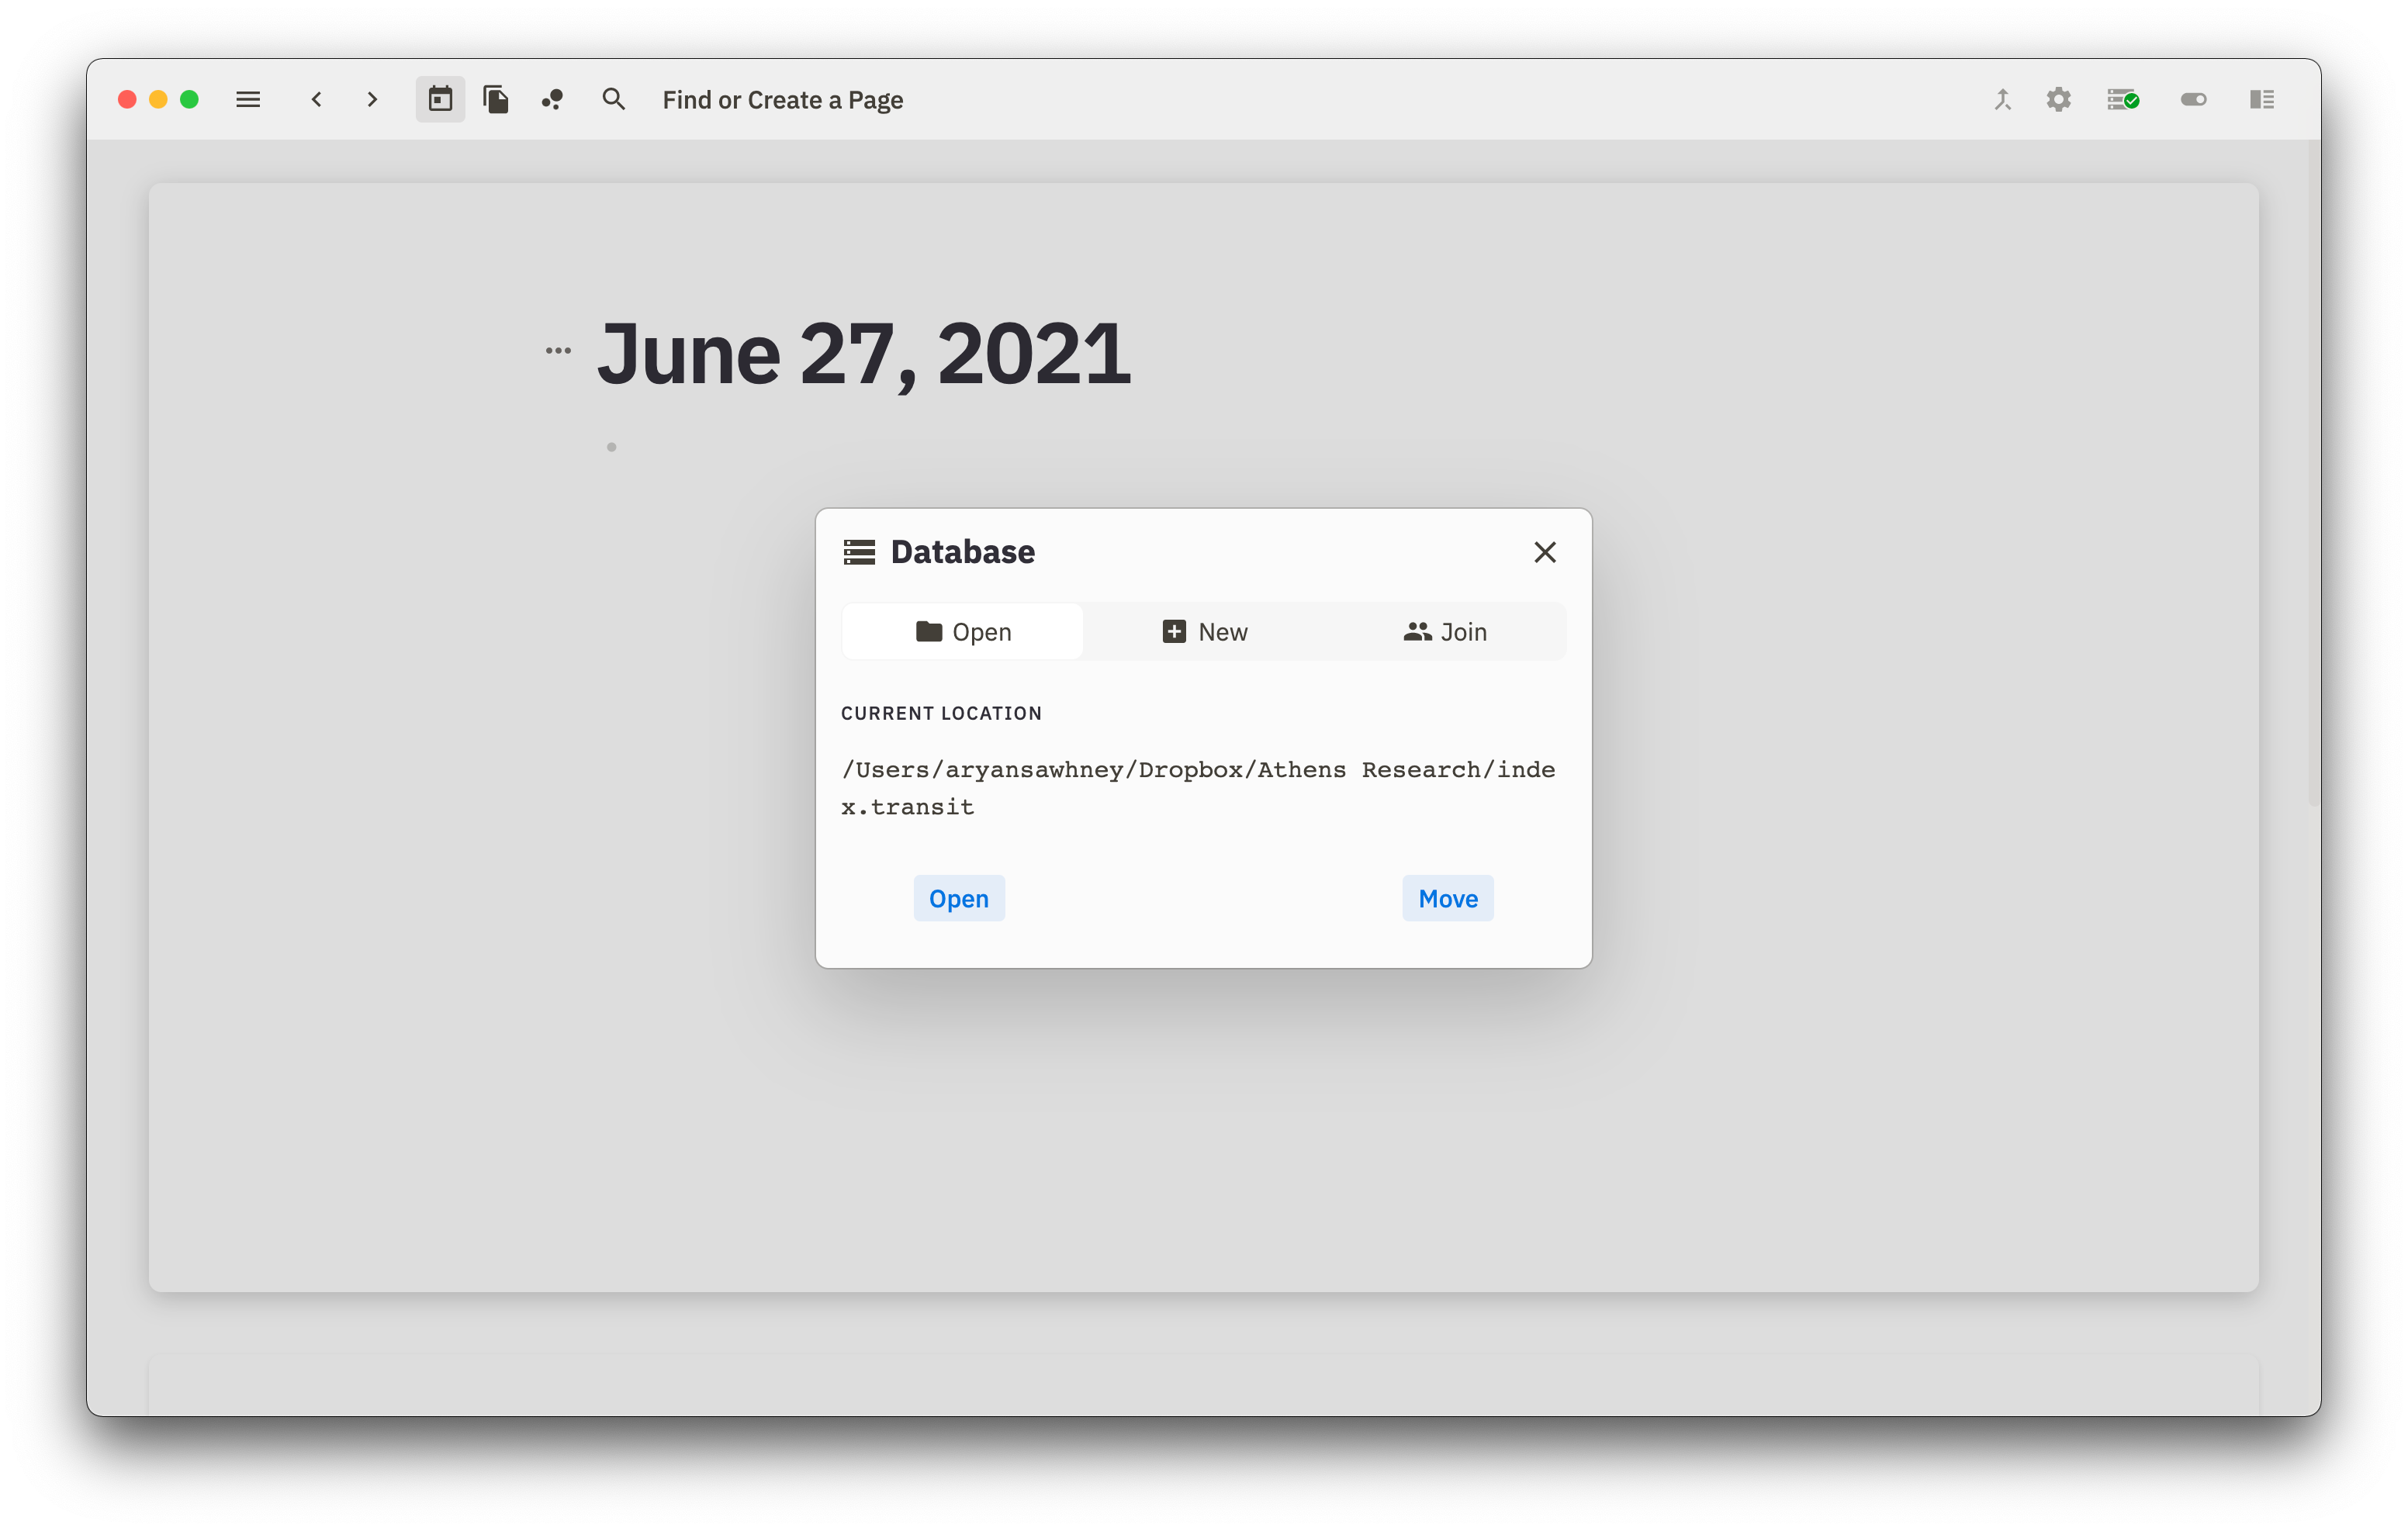 Find or Create a Page
June 27, 2021
Database
Open New Join
CURRENT LOCATION
/Users/aryansawhney/Dropbox/Athens Research/inde
x.transit
Open Move